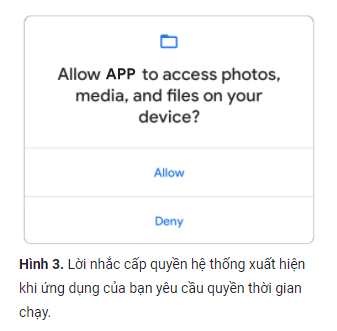 Allow APP to access photos,
media, and files on your
device?
Allow
Deny
Hình 3. Lời nhắc cấp quyền hệ thống xuất hiện
khi ứng dụng của bạn yêu cầu quyền thời gian
chạy.